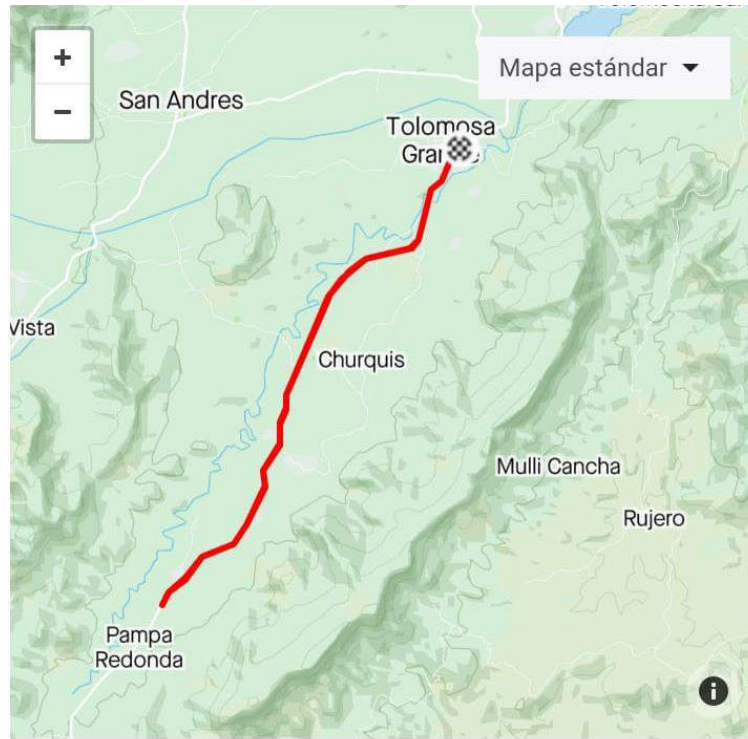 +
Mapa estándar
−
San Andres
Tolomosa
Vista
Churquis
Mulli Cancha
Rujero
Pampa
Redonda
i